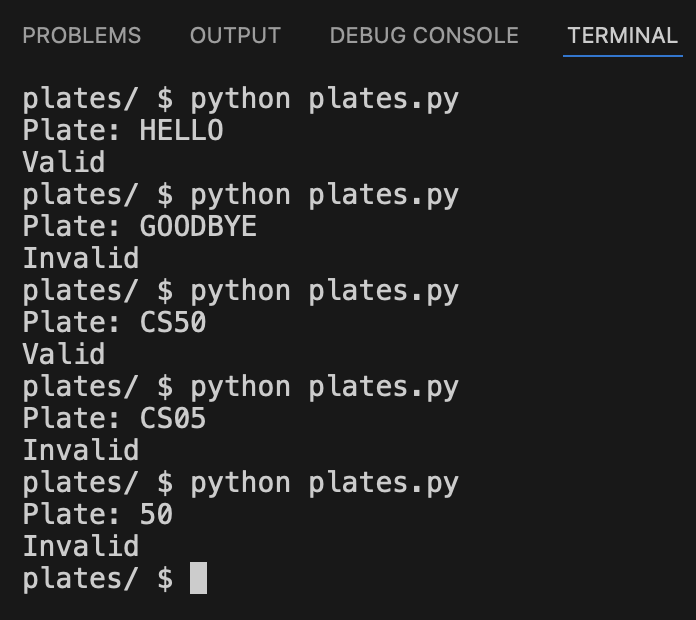 PROBLEMS OUTPUT DEBUG CONSOLE TERMINAL
plates/ $ python plates.py
Plate: HELLO
Valid
plates/ $ python plates.py
Plate: GOODBYE
Invalid
plates/ $ python plates.py
Plate: CS50
Valid
plates/ $ python plates.py
Plate: CS05
Invalid
plates/ $ python plates.py
Plate: 50
Invalid
plates/ $